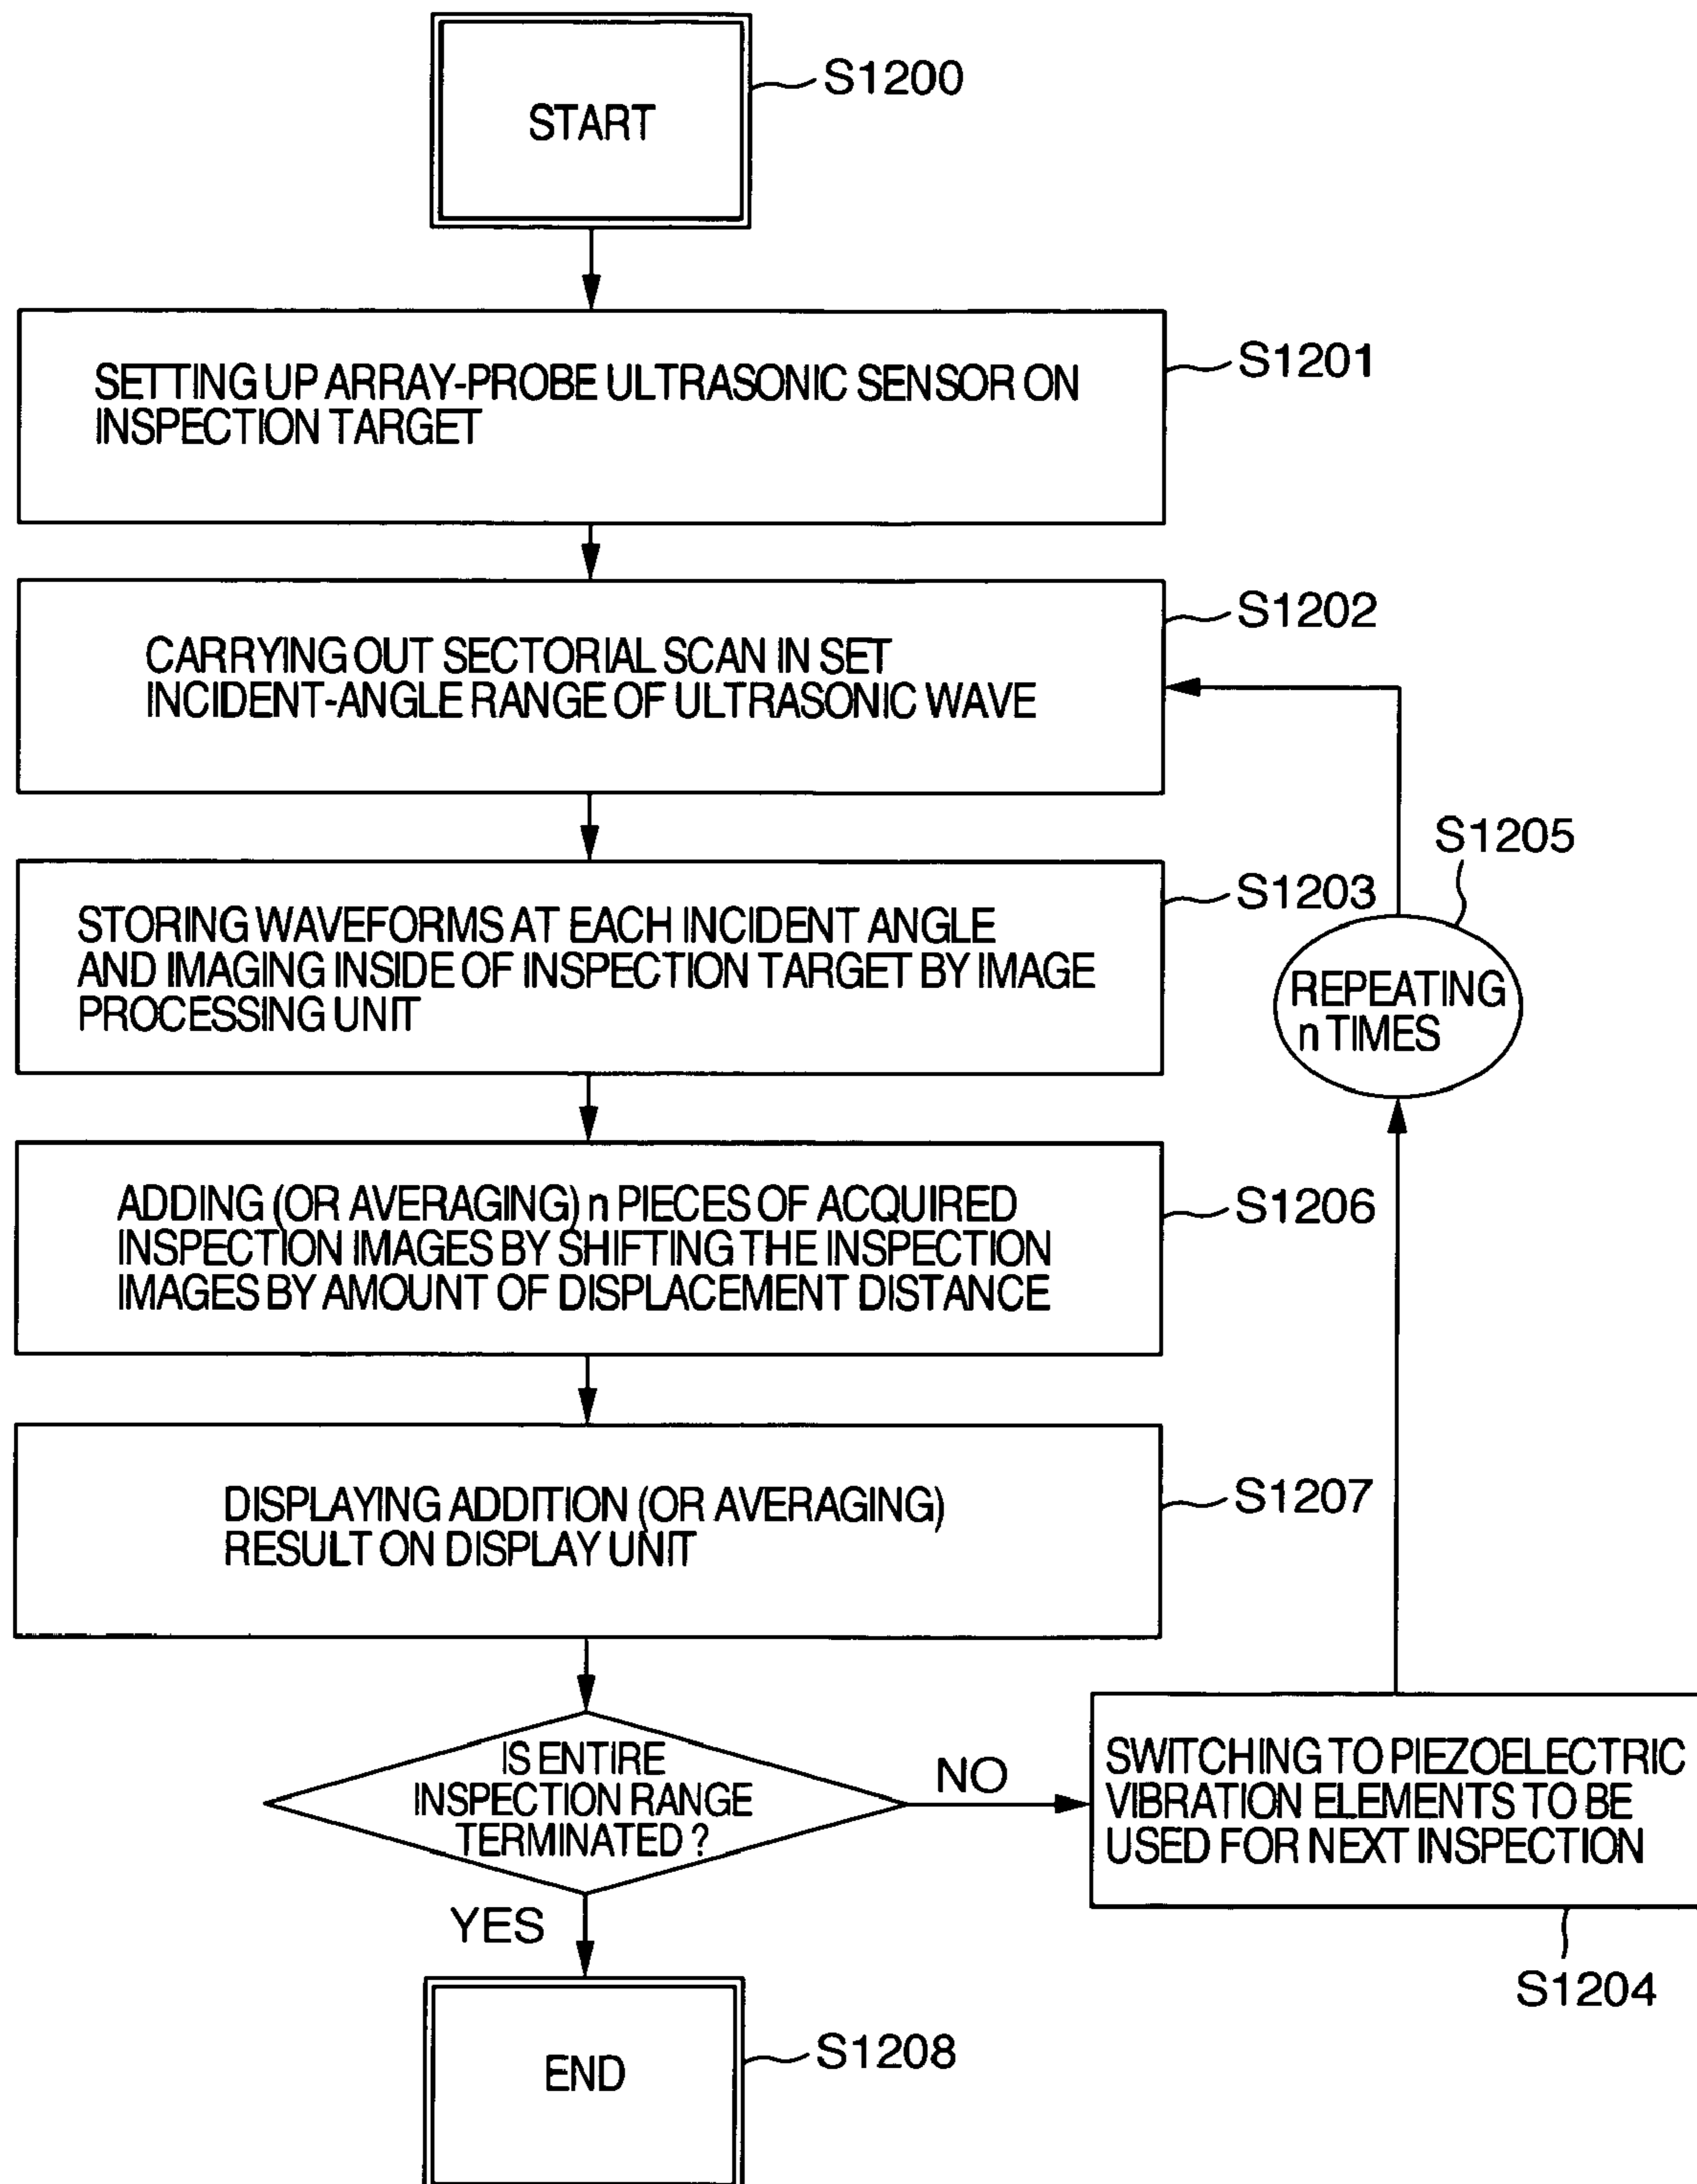 START
S1200
SETTING UP ARRAY-PROBE ULTRASONIC SENSOR ON
INSPECTION TARGET
S1201
CARRYING OUT SECTORIAL SCAN IN SET
INCIDENT-ANGLE RANGE OF ULTRASONIC WAVE
S1202
STORING WAVEFORMS AT EACH INCIDENT ANGLE
AND IMAGING INSIDE OF INSPECTION TARGET BY IMAGE
PROCESSING UNIT
S1203
S1205
REPEATING
n TIMES
ADDING (OR AVERAGING) n PIECES OF ACQUIRED
INSPECTION IMAGES BY SHIFTING THE INSPECTION
IMAGES BY AMOUNT OF DISPLACEMENT DISTANCE
S1206
DISPLAYING ADDITION (OR AVERAGING)
RESULT ON DISPLAY UNIT
S1207
IS ENTIRE
INSPECTION RANGE
TERMINATED ?
NO
SWITCHING TO PIEZOELECTRIC
VIBRATION ELEMENTS TO BE
USED FOR NEXT INSPECTION
S1204
YES
END
S1208